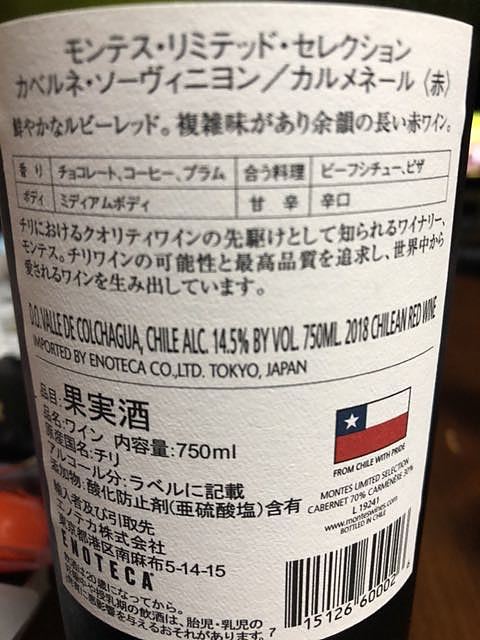 モンテス・リミテッド・セレクション
カベルネ・ソーヴィニヨン／カルメネール〈赤〉
鮮やかなルビーレッド。複雑味があり余韻の長い赤ワイン。
香り チョコレート、コーヒー、プラム 合う料理 ビーフシチュー、ピザ
ボディ ミディアムボディ 甘 辛 辛口
チリにおけるクオリティワインの先駆けとして知られるワイナリー、
モンテス。チリワインの可能性と最高品質を追求し、世界中から
愛されるワインを生み出しています。
D.O. VALLE DE COLCHAGUA, CHILE ALC. 14.5% BY VOL. 750ML. 2018 CHILEAN RED WINE
IMPORTED BY ENOTECA CO.,LTD. TOKYO, JAPAN
品目:果実酒
品名:ワイン 内容量:750ml
原産国名:チリ
アルコール分:ラベルに記載
添加物:酸化防止剤(亜硫酸塩)含有
輸入者及び引取先
エノテカ株式会社
東京都港区南麻布5-14-15
ENOTECA
は20歳になってから。
や授乳期の飲酒は、胎児・乳児の
悪影響を与えるおそれがあります。
FROM CHILE WITH PRIDE
MONTES LIMITED SELECTION
CABERNET 70% CARMENERE 30%
L 19241
www.monteswines.com
BOTTLED IN CHILE
7 15126 60002